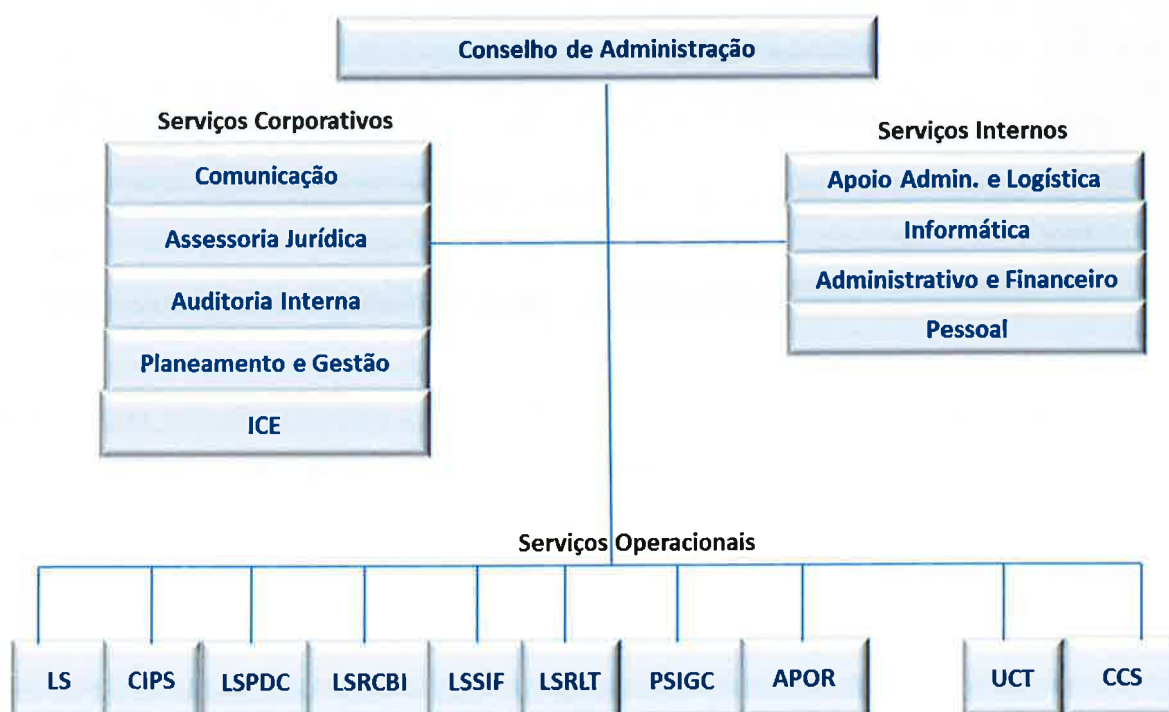 Conselho de Administração
Serviços Corporativos
Comunicação
Assessoria Jurídica
Auditoria Interna
Planeamento e Gestão
ICE
Serviços Internos
Apoio Admin. e Logística
Informática
Administrativo e Financeiro
Pessoal
Serviços Operacionais
LS
CIPS
LSPDC
LSRCBI
LSSIF
LSRLT
PSIGC
APOR
UCT
CCS